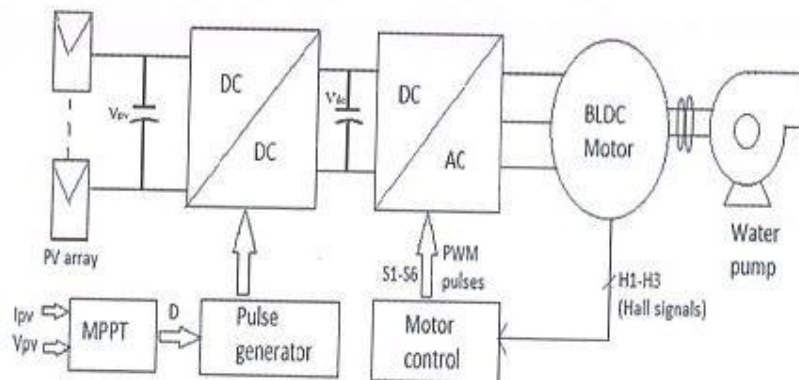 DC
DC
DC
AC
Vpv
Vdc
BLDC
Motor
PV array
Water
pump
S1-S6
PWM
pulses
H1-H3
(Hall signals)
Ipv
Vpv
MPPT
D
Pulse
generator
Motor
control